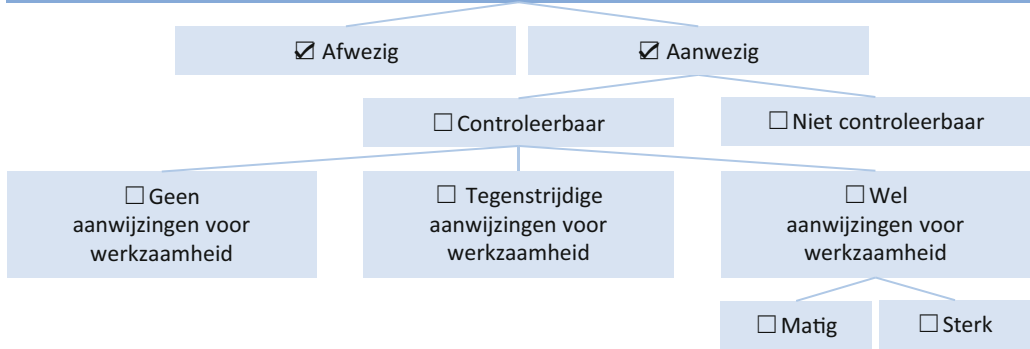 ☑ Afwezig
☑ Aanwezig
☐ Controleerbaar
☐ Niet controleerbaar
☐ Geen
aanwijzingen voor
werkzaamheid
☐ Tegenstrijdige
aanwijzingen voor
werkzaamheid
☐ Wel
aanwijzingen voor
werkzaamheid
☐ Matig
☐ Sterk